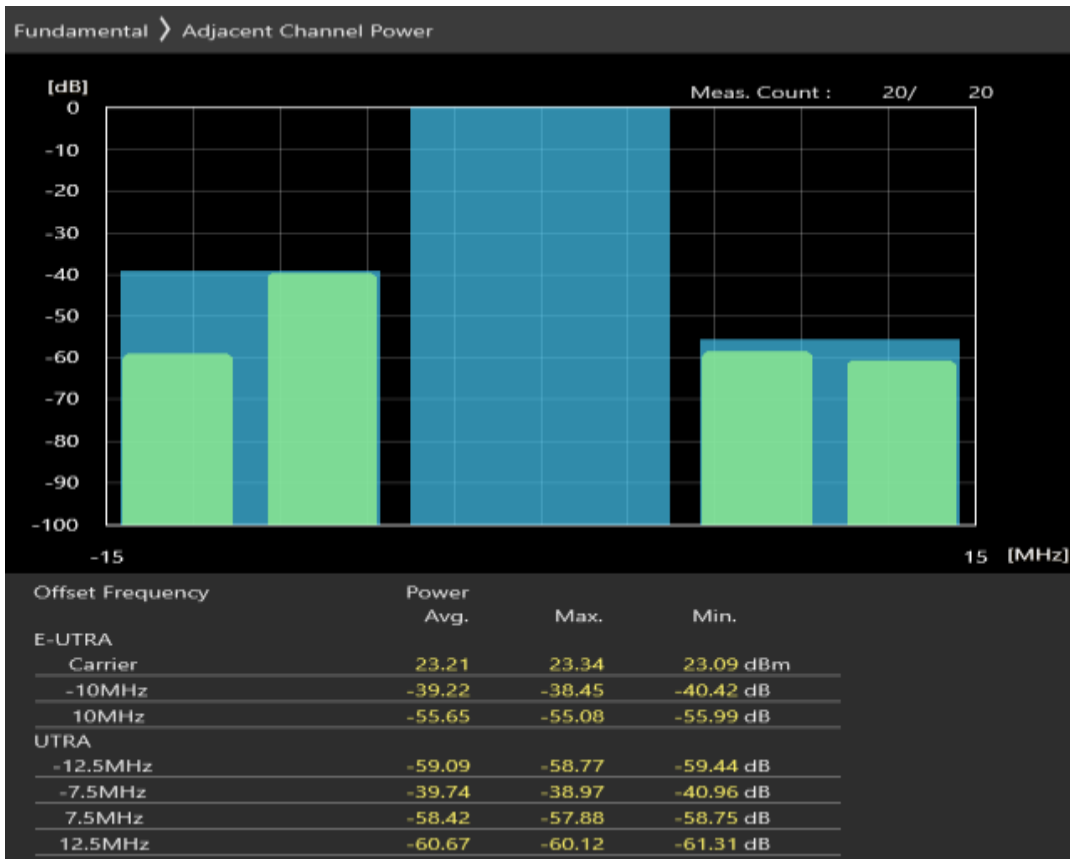 Fundamental 〉 Adjacent Channel Power
[dB]
Meas. Count : 20/ 20
0
-10
-20
-30
-40
-50
-60
-70
-80
-90
-100
-15 15 [MHz]
Offset Frequency Power
Avg. Max. Min.
E-UTRA
Carrier 23.21 23.34 23.09 dBm
-10MHz -39.22 -38.45 -40.42 dB
10MHz -55.65 -55.08 -55.99 dB
UTRA
-12.5MHz -59.09 -58.77 -59.44 dB
-7.5MHz -39.74 -38.97 -40.96 dB
7.5MHz -58.42 -57.88 -58.75 dB
12.5MHz -60.67 -60.12 -61.31 dB